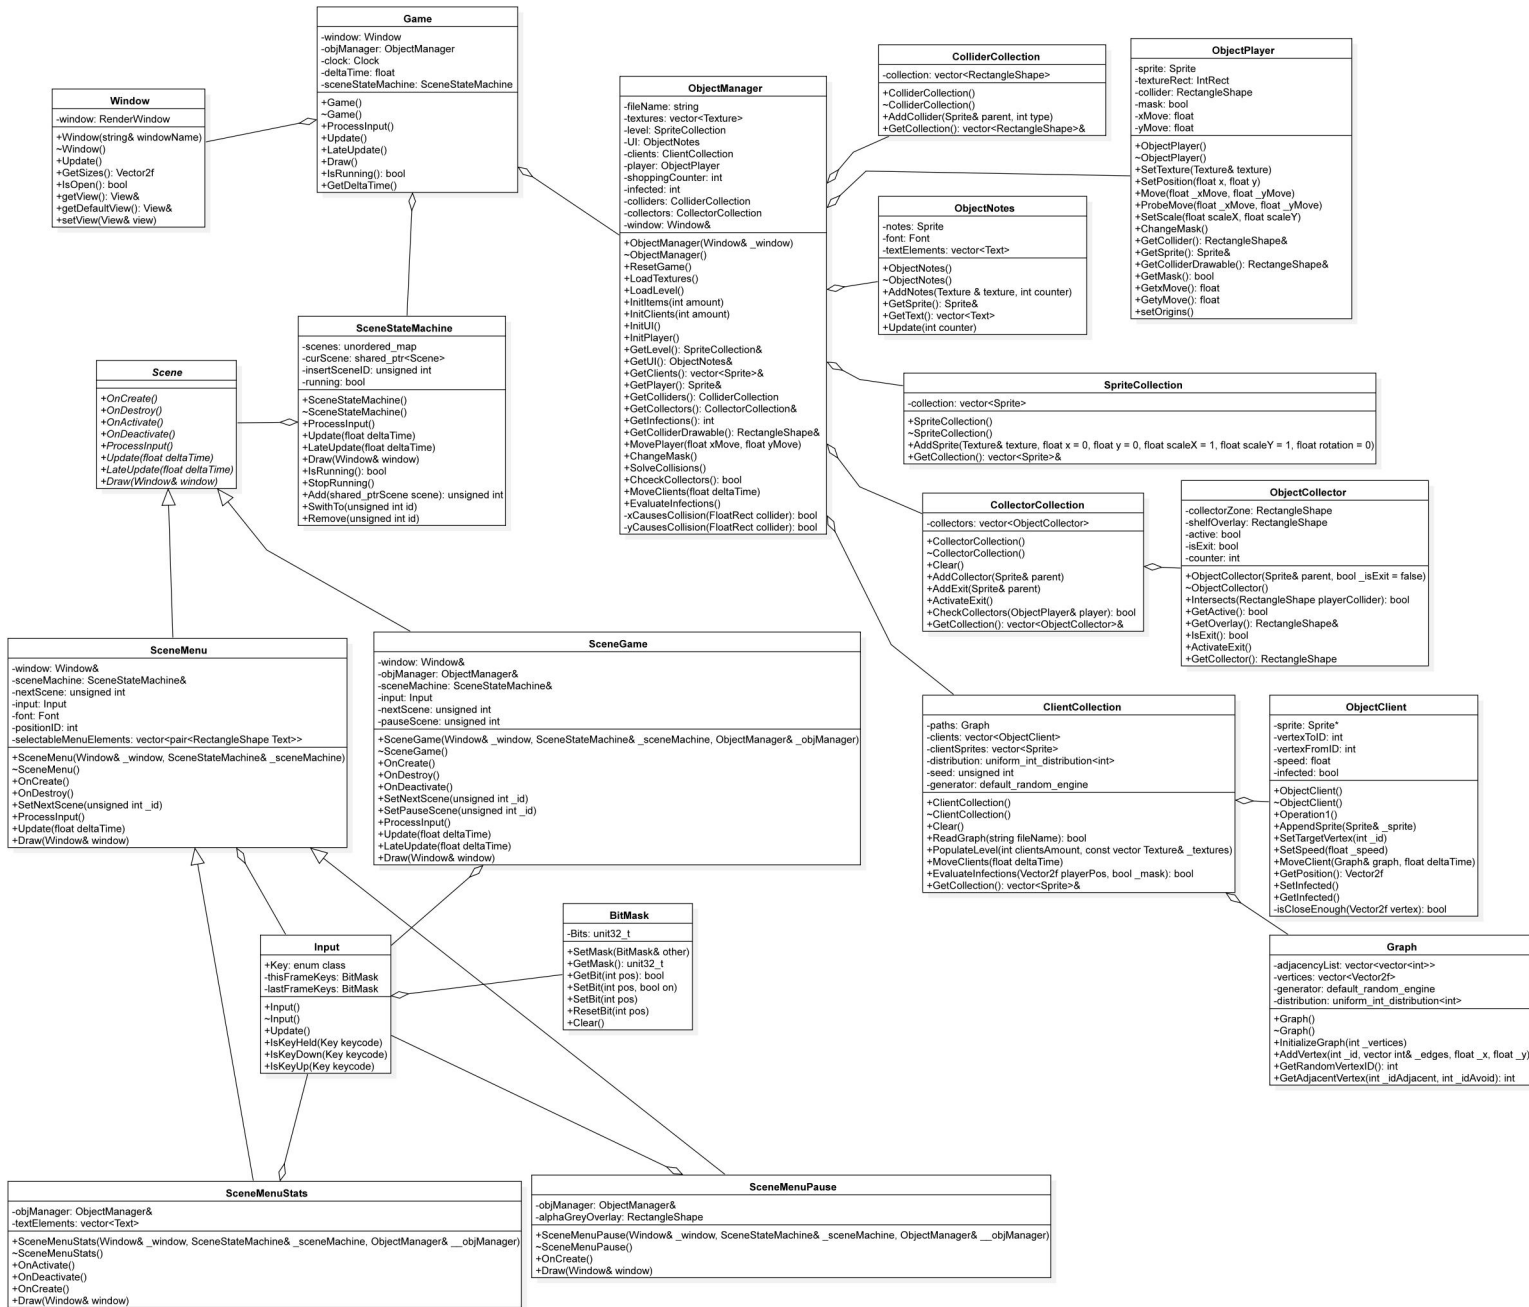 Game
-window: Window
-objManager: ObjectManager
-clock: Clock
-deltaTime: float
-sceneStateMachine: SceneStateMachine
+Game()
~Game()
+ProcessInput()
+Update()
+LateUpdate()
+Draw()
+IsRunning(): bool
+GetDeltaTime()
Window
-window: RenderWindow
+Window(string& windowName)
~Window()
+Update()
+GetSizes(): Vector2f
+IsOpen(): bool
+getView(): View&
+getDefaultView(): View&
+setView(View& view)
ObjectManager
-fileName: string
-textures: vector<Texture>
-level: SpriteCollection
-UI: ObjectNotes
-clients: ClientCollection
-player: ObjectPlayer
-shoppingCounter: int
-infected: int
-colliders: ColliderCollection
-collectors: CollectorCollection
-window: Window&
+ObjectManager(Window& _window)
~ObjectManager()
+ResetGame()
+LoadTextures()
+LoadLevel()
+InitItems(int amount)
+InitClients(int amount)
+InitUI()
+InitPlayer()
+GetLevel(): SpriteCollection&
+GetUI(): ObjectNotes&
+GetClients(): vector<Sprite>&
+GetPlayer(): Sprite&
+GetColliders(): ColliderCollection
+GetCollectors(): CollectorCollection&
+GetInfections(): int
+GetColliderDrawable(): RectangleShape&
+MovePlayer(float xMove, float yMove)
+ChangeMask()
+SolveCollisions()
+ChceckCollectors(): bool
+MoveClients(float deltaTime)
+EvaluateInfections()
-xCausesCollision(FloatRect collider): bool
-yCausesCollision(FloatRect collider): bool
ColliderCollection
-collection: vector<RectangleShape>
+ColliderCollection()
~ColliderCollection()
+AddCollider(Sprite& parent, int type)
+GetCollection(): vector<RectangleShape>&
ObjectPlayer
-sprite: Sprite
-textureRect: IntRect
-collider: RectangleShape
-mask: bool
-xMove: float
-yMove: float
+ObjectPlayer()
~ObjectPlayer()
+SetTexture(Texture& texture)
+SetPosition(float x, float y)
+Move(float _xMove, float _yMove)
+ProbeMove(float _xMove, float _yMove)
+SetScale(float scaleX, float scaleY)
+ChangeMask()
+GetCollider(): RectangleShape&
+GetSprite(): Sprite&
+GetColliderDrawable(): RectangeShape&
+GetMask(): bool
+GetxMove(): float
+GetyMove(): float
+setOrigins()
ObjectNotes
-notes: Sprite
-font: Font
-textElements: vector<Text>
+ObjectNotes()
~ObjectNotes()
+AddNotes(Texture & texture, int counter)
+GetSprite(): Sprite&
+GetText(): vector<Text>
+Update(int counter)
SceneStateMachine
-scenes: unordered_map
-curScene: shared_ptr<Scene>
-insertSceneID: unsigned int
-running: bool
+SceneStateMachine()
~SceneStateMachine()
+ProcessInput()
+Update(float deltaTime)
+LateUpdate(float deltaTime)
+Draw(Window& window)
+IsRunning(): bool
+StopRunning()
+Add(shared_ptrScene scene): unsigned int
+SwithTo(unsigned int id)
+Remove(unsigned int id)
Scene
+OnCreate()
+OnDestroy()
+OnActivate()
+OnDeactivate()
+ProcessInput()
+Update(float deltaTime)
+LateUpdate(float deltaTime)
+Draw(Window& window)
SpriteCollection
-collection: vector<Sprite>
+SpriteCollection()
~SpriteCollection()
+AddSprite(Texture& texture, float x = 0, float y = 0, float scaleX = 1, float scaleY = 1, float rotation = 0)
+GetCollection(): vector<Sprite>&
CollectorCollection
-collectors: vector<ObjectCollector>
+CollectorCollection()
~CollectorCollection()
+Clear()
+AddCollector(Sprite& parent)
+AddExit(Sprite& parent)
+ActivateExit()
+CheckCollectors(ObjectPlayer& player): bool
+GetCollection(): vector<ObjectCollector>&
ObjectCollector
-collectorZone: RectangleShape
-shelfOverlay: RectangleShape
-active: bool
-isExit: bool
-counter: int
+ObjectCollector(Sprite& parent, bool _isExit = false)
~ObjectCollector()
+Intersects(RectangleShape playerCollider): bool
+GetActive(): bool
+GetOverlay(): RectangleShape&
+IsExit(): bool
+ActivateExit()
+GetCollector(): RectangleShape
SceneMenu
-window: Window&
-sceneMachine: SceneStateMachine&
-nextScene: unsigned int
-input: Input
-font: Font
-positionID: int
-selectableMenuElements: vector<pair<RectangleShape Text>>
+SceneMenu(Window& _window, SceneStateMachine& _sceneMachine)
~SceneMenu()
+OnCreate()
+OnDestroy()
+SetNextScene(unsigned int _id)
+ProcessInput()
+Update(float deltaTime)
+Draw(Window& window)
SceneGame
-window: Window&
-objManager: ObjectManager&
-sceneMachine: SceneStateMachine&
-input: Input
-nextScene: unsigned int
-pauseScene: unsigned int
+SceneGame(Window& _window, SceneStateMachine& _sceneMachine, ObjectManager& _objManager)
~SceneGame()
+OnCreate()
+OnDestroy()
+OnDeactivate()
+SetNextScene(unsigned int _id)
+SetPauseScene(unsigned int _id)
+ProcessInput()
+Update(float deltaTime)
+LateUpdate(float deltaTime)
+Draw(Window& window)
ClientCollection
-paths: Graph
-clients: vector<ObjectClient>
-clientSprites: vector<Sprite>
-distribution: uniform_int_distribution<int>
-seed: unsigned int
-generator: default_random_engine
+ClientCollection()
~ClientCollection()
+Clear()
+ReadGraph(string fileName): bool
+PopulateLevel(int clientsAmount, const vector Texture& _textures)
+MoveClients(float deltaTime)
+EvaluateInfections(Vector2f playerPos, bool _mask): bool
+GetCollection(): vector<Sprite>&
ObjectClient
-sprite: Sprite*
-vertexToID: int
-vertexFromID: int
-speed: float
-infected: bool
+ObjectClient()
~ObjectClient()
+Operation1()
+AppendSprite(Sprite& _sprite)
+SetTargetVertex(int _id)
+SetSpeed(float _speed)
+MoveClient(Graph& graph, float deltaTime)
+GetPosition(): Vector2f
+SetInfected()
+GetInfected()
-isCloseEnough(Vector2f vertex): bool
BitMask
-Bits: unit32_t
+SetMask(BitMask& other)
+GetMask(): unit32_t
+GetBit(int pos): bool
+SetBit(int pos, bool on)
+SetBit(int pos)
+ResetBit(int pos)
+Clear()
Input
+Key: enum class
-thisFrameKeys: BitMask
-lastFrameKeys: BitMask
+Input()
~Input()
+Update()
+IsKeyHeld(Key keycode)
+IsKeyDown(Key keycode)
+IsKeyUp(Key keycode)
Graph
-adjacencyList: vector<vector<int>>
-vertices: vector<Vector2f>
-generator: default_random_engine
-distribution: uniform_int_distribution<int>
+Graph()
~Graph()
+InitializeGraph(int _vertices)
+AddVertex(int _id, vector int& _edges, float _x, float _y)
+GetRandomVertexID(): int
+GetAdjacentVertex(int _idAdjacent, int _idAvoid): int
SceneMenuStats
-objManager: ObjectManager&
-textElements: vector<Text>
+SceneMenuStats(Window& _window, SceneStateMachine& _sceneMachine, ObjectManager& __objManager)
~SceneMenuStats()
+OnActivate()
+OnDeactivate()
+OnCreate()
+Draw(Window& window)
SceneMenuPause
-objManager: ObjectManager&
-alphaGreyOverlay: RectangleShape
+SceneMenuPause(Window& _window, SceneStateMachine& _sceneMachine, ObjectManager& __objManager)
~SceneMenuPause()
+OnCreate()
+Draw(Window& window)